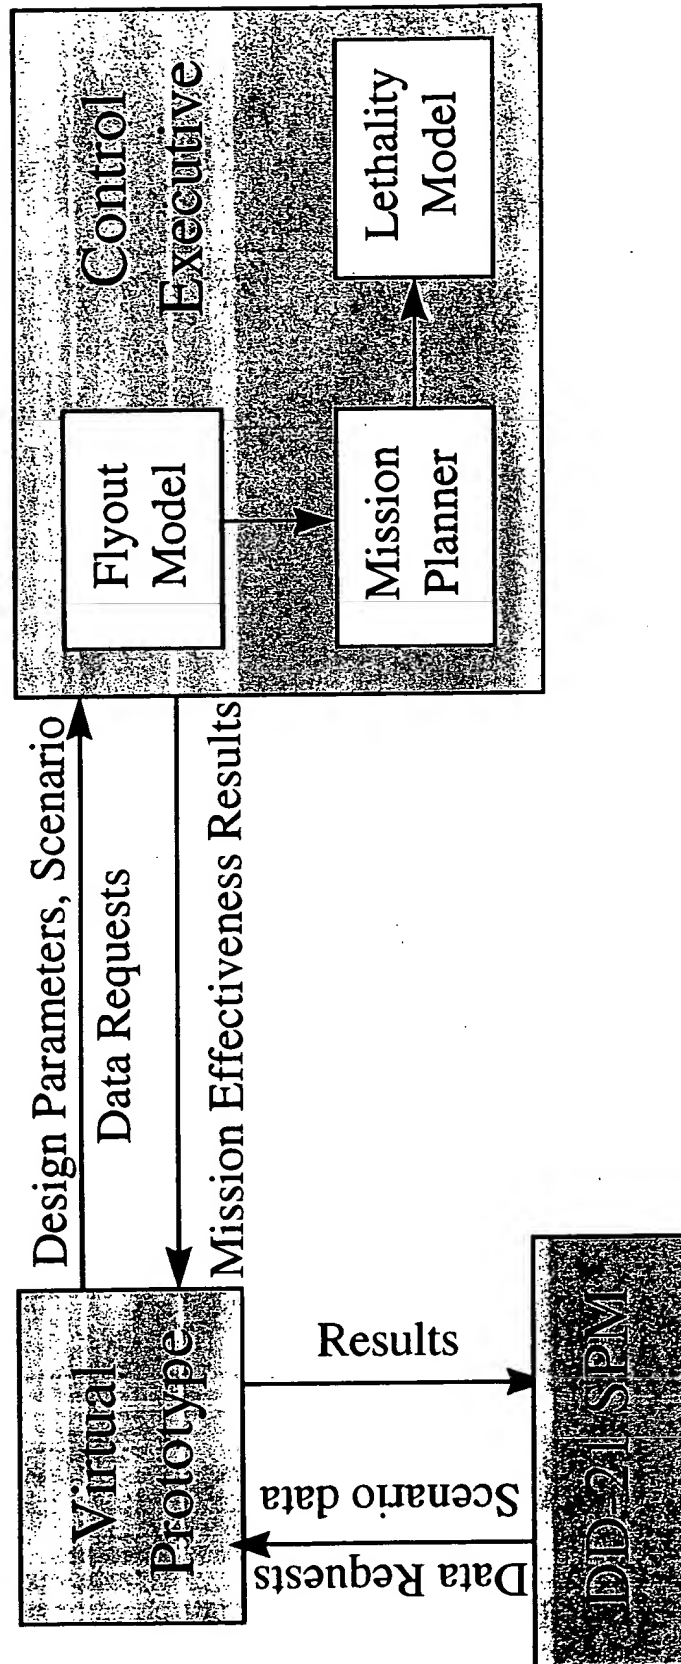 Virtual
Prototype
Design Parameters, Scenario
Data Requests
Mission Effectiveness Results
Control
Executive
Flyout
Model
Mission
Planner
Lethality
Model
Results
Scenario data
Data Requests
DD-21 SPM